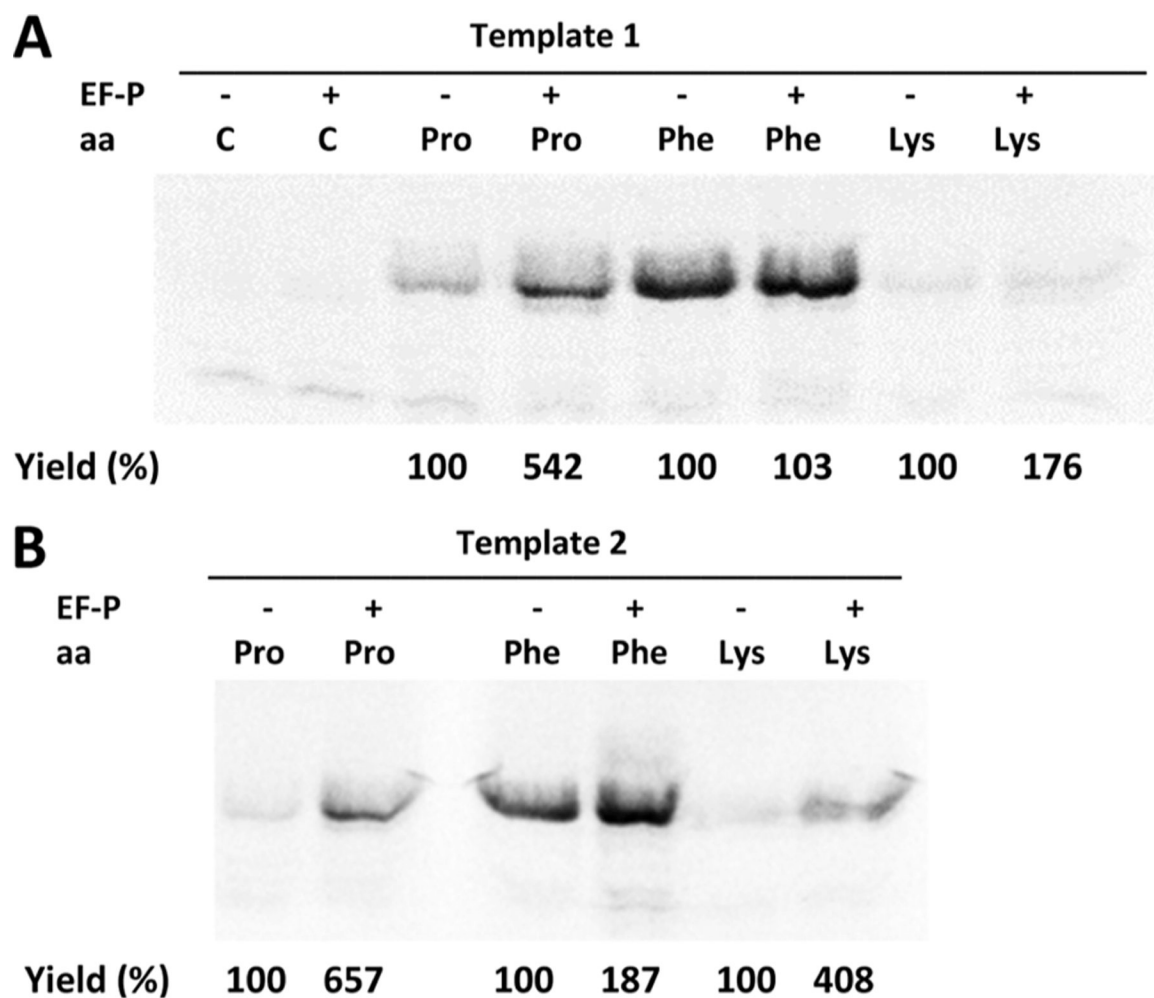 A
Template 1
EF-P - + - + - + - +
aa C C Pro Pro Phe Phe Lys Lys
Yield (%) 100 542 100 103 100 176
B
Template 2
EF-P - + - + - +
aa Pro Pro Phe Phe Lys Lys
Yield (%) 100 657 100 187 100 408